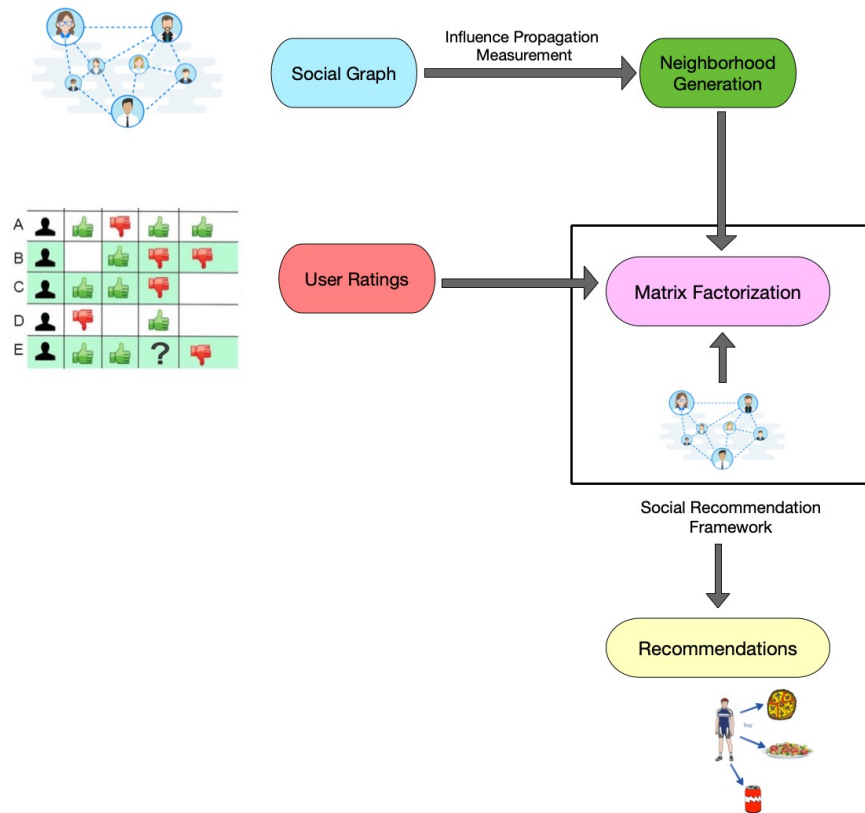 Influence Propagation
Measurement
Social Graph
Neighborhood
Generation
A
B
C
D
E ?
User Ratings
Matrix Factorization
Social Recommendation
Framework
Recommendations
buy